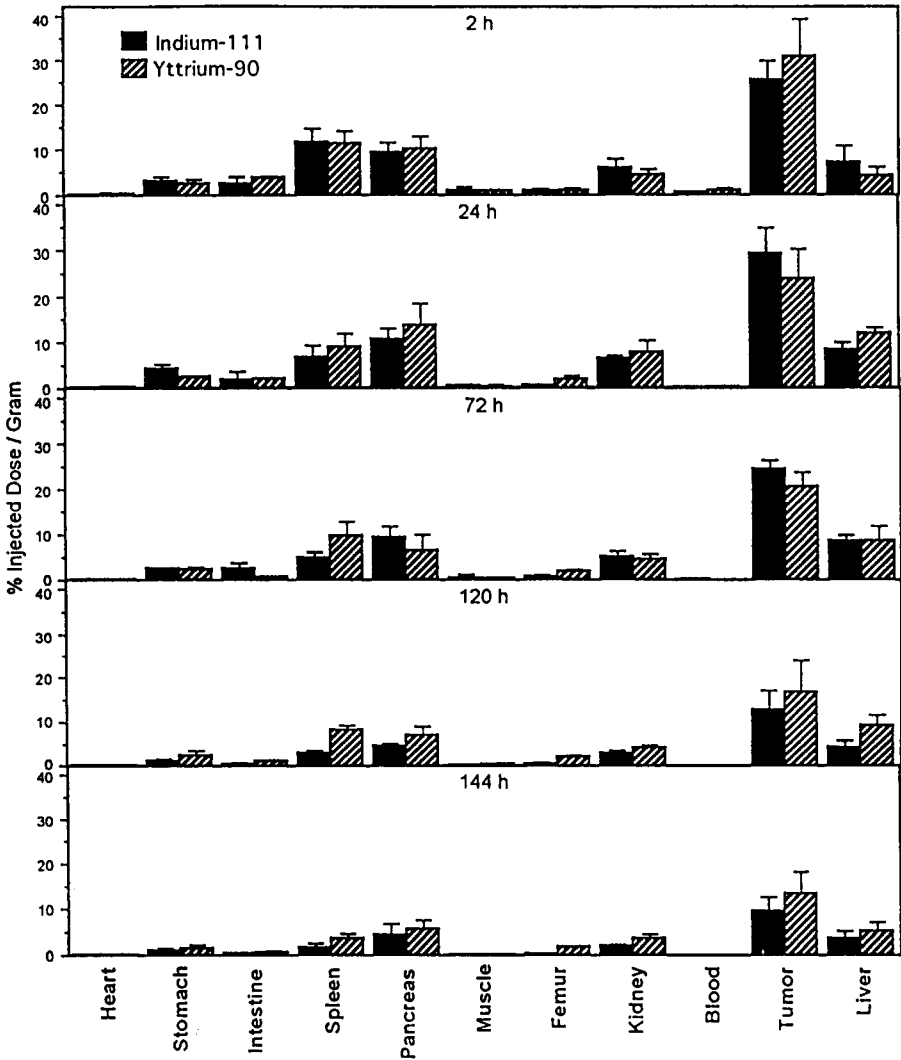 % Injected Dose / Gram
2 h
Indium-111
Yttrium-90
40
30
20
10
0
24 h
40
30
20
10
0
72 h
40
30
20
10
0
120 h
40
30
20
10
0
144 h
40
30
20
10
0
Heart
Stomach
Intestine
Spleen
Pancreas
Muscle
Femur
Kidney
Blood
Tumor
Liver